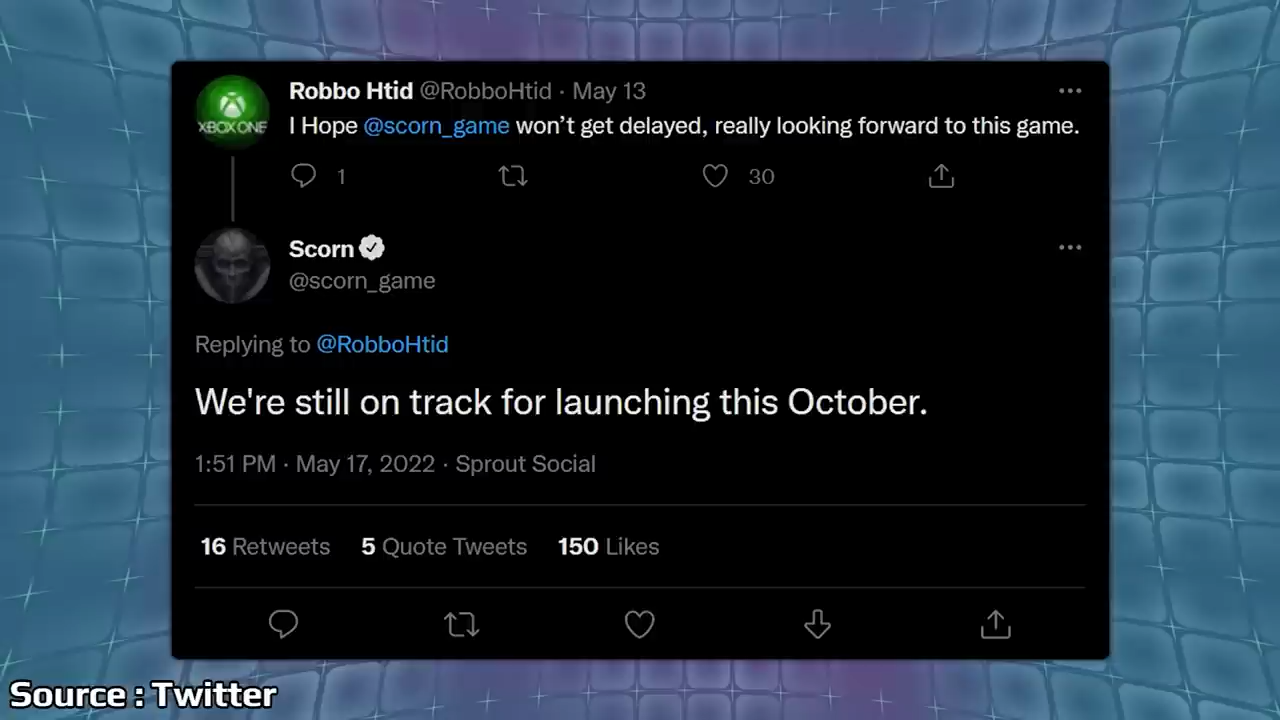 Robbo Htid @RobboHtid · May 13
I Hope @scorn_game won’t get delayed, really looking forward to this game.
XBOX ONE
1 30
Scorn
@scorn_game
Replying to @RobboHtid
We're still on track for launching this October.
1:51 PM · May 17, 2022 · Sprout Social
16 Retweets 5 Quote Tweets 150 Likes
Source : Twitter